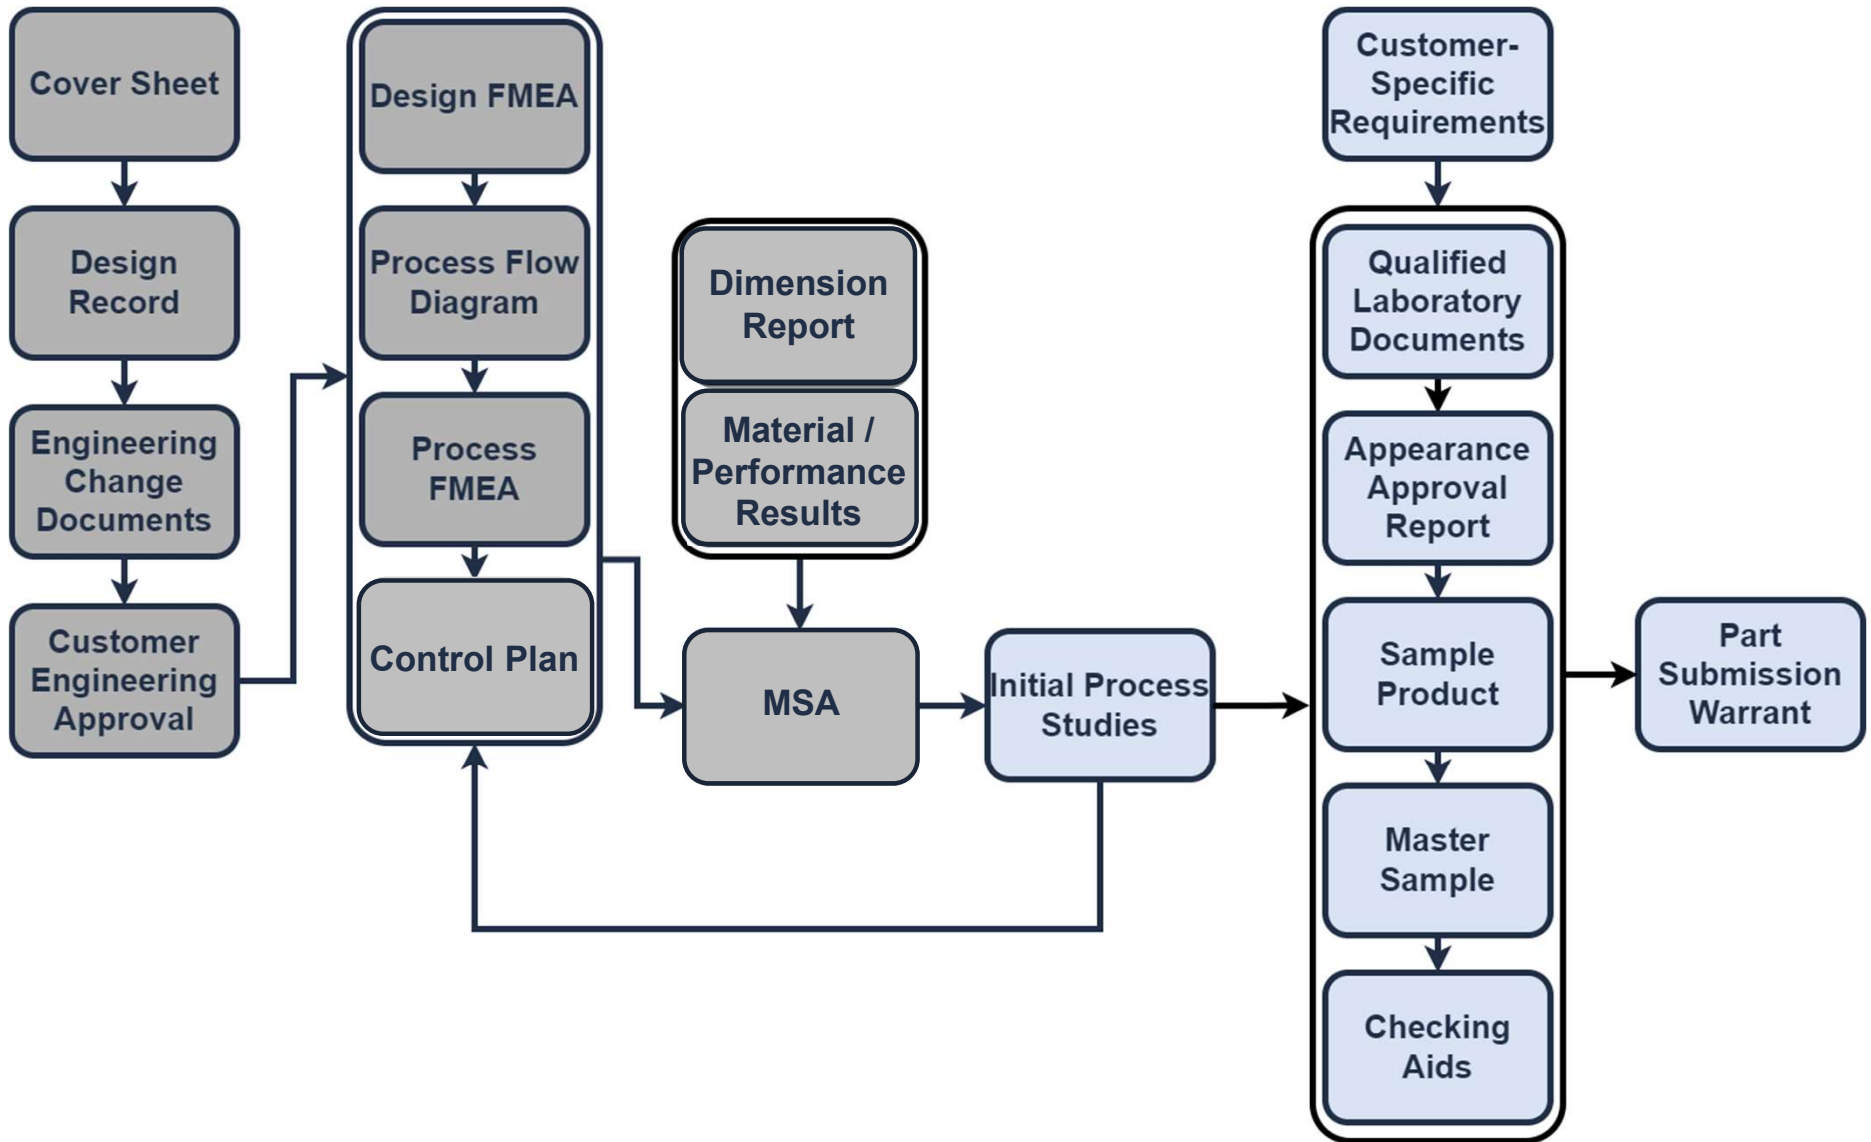 Cover Sheet
Design
Record
Engineering
Change
Documents
Customer
Engineering
Approval
Design FMEA
Process Flow
Diagram
Process
FMEA
Control Plan
Dimension
Report
Material /
Performance
Results
MSA
Initial Process
Studies
Customer-
Specific
Requirements
Qualified
Laboratory
Documents
Appearance
Approval
Report
Sample
Product
Master
Sample
Checking
Aids
Part
Submission
Warrant